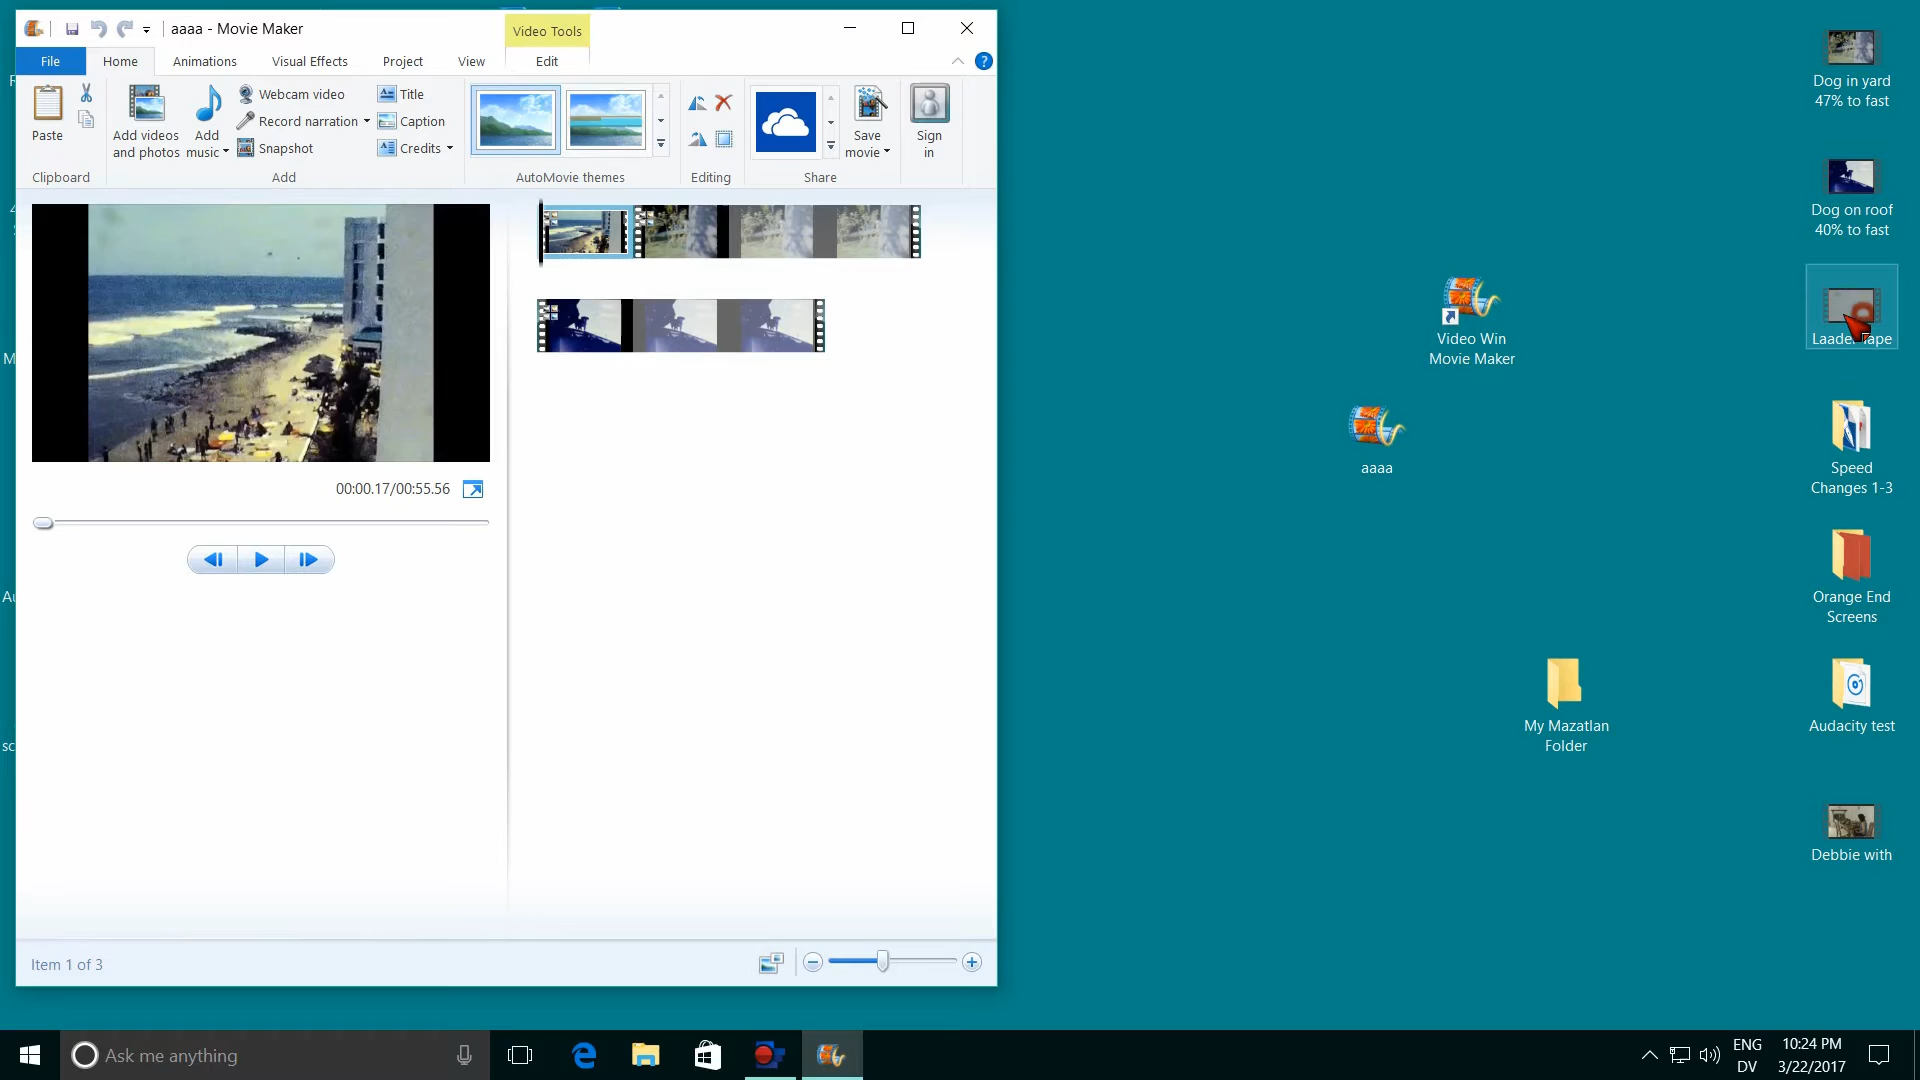 aaaa - Movie Maker
Video Tools
File
Home
Animations
Visual Effects
Project
View
Edit
Paste
Clipboard
Add videos
and photos
Add
music
Webcam video
Record narration
Snapshot
Title
Caption
Credits
Add
AutoMovie themes
Editing
Save
movie
Share
Sign
in
00:00.17/00:55.56
Item 1 of 3
Video Win
Movie Maker
aaaa
My Mazatlan
Folder
Dog in yard
47% to fast
Dog on roof
40% to fast
Speed
Changes 1-3
Orange End
Screens
Audacity test
Debbie with
Ask me anything
ENG
DV
10:24 PM
3/22/2017